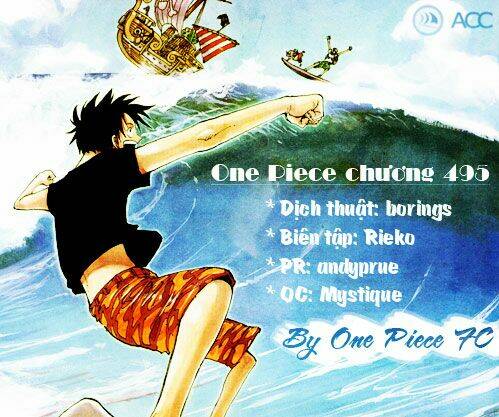 ACC
One Piece chương 495
* Dịch thuật: borings
* Biên tập: Rieko
* PR: andyprue
* QC: Mystique
By One Piece FC